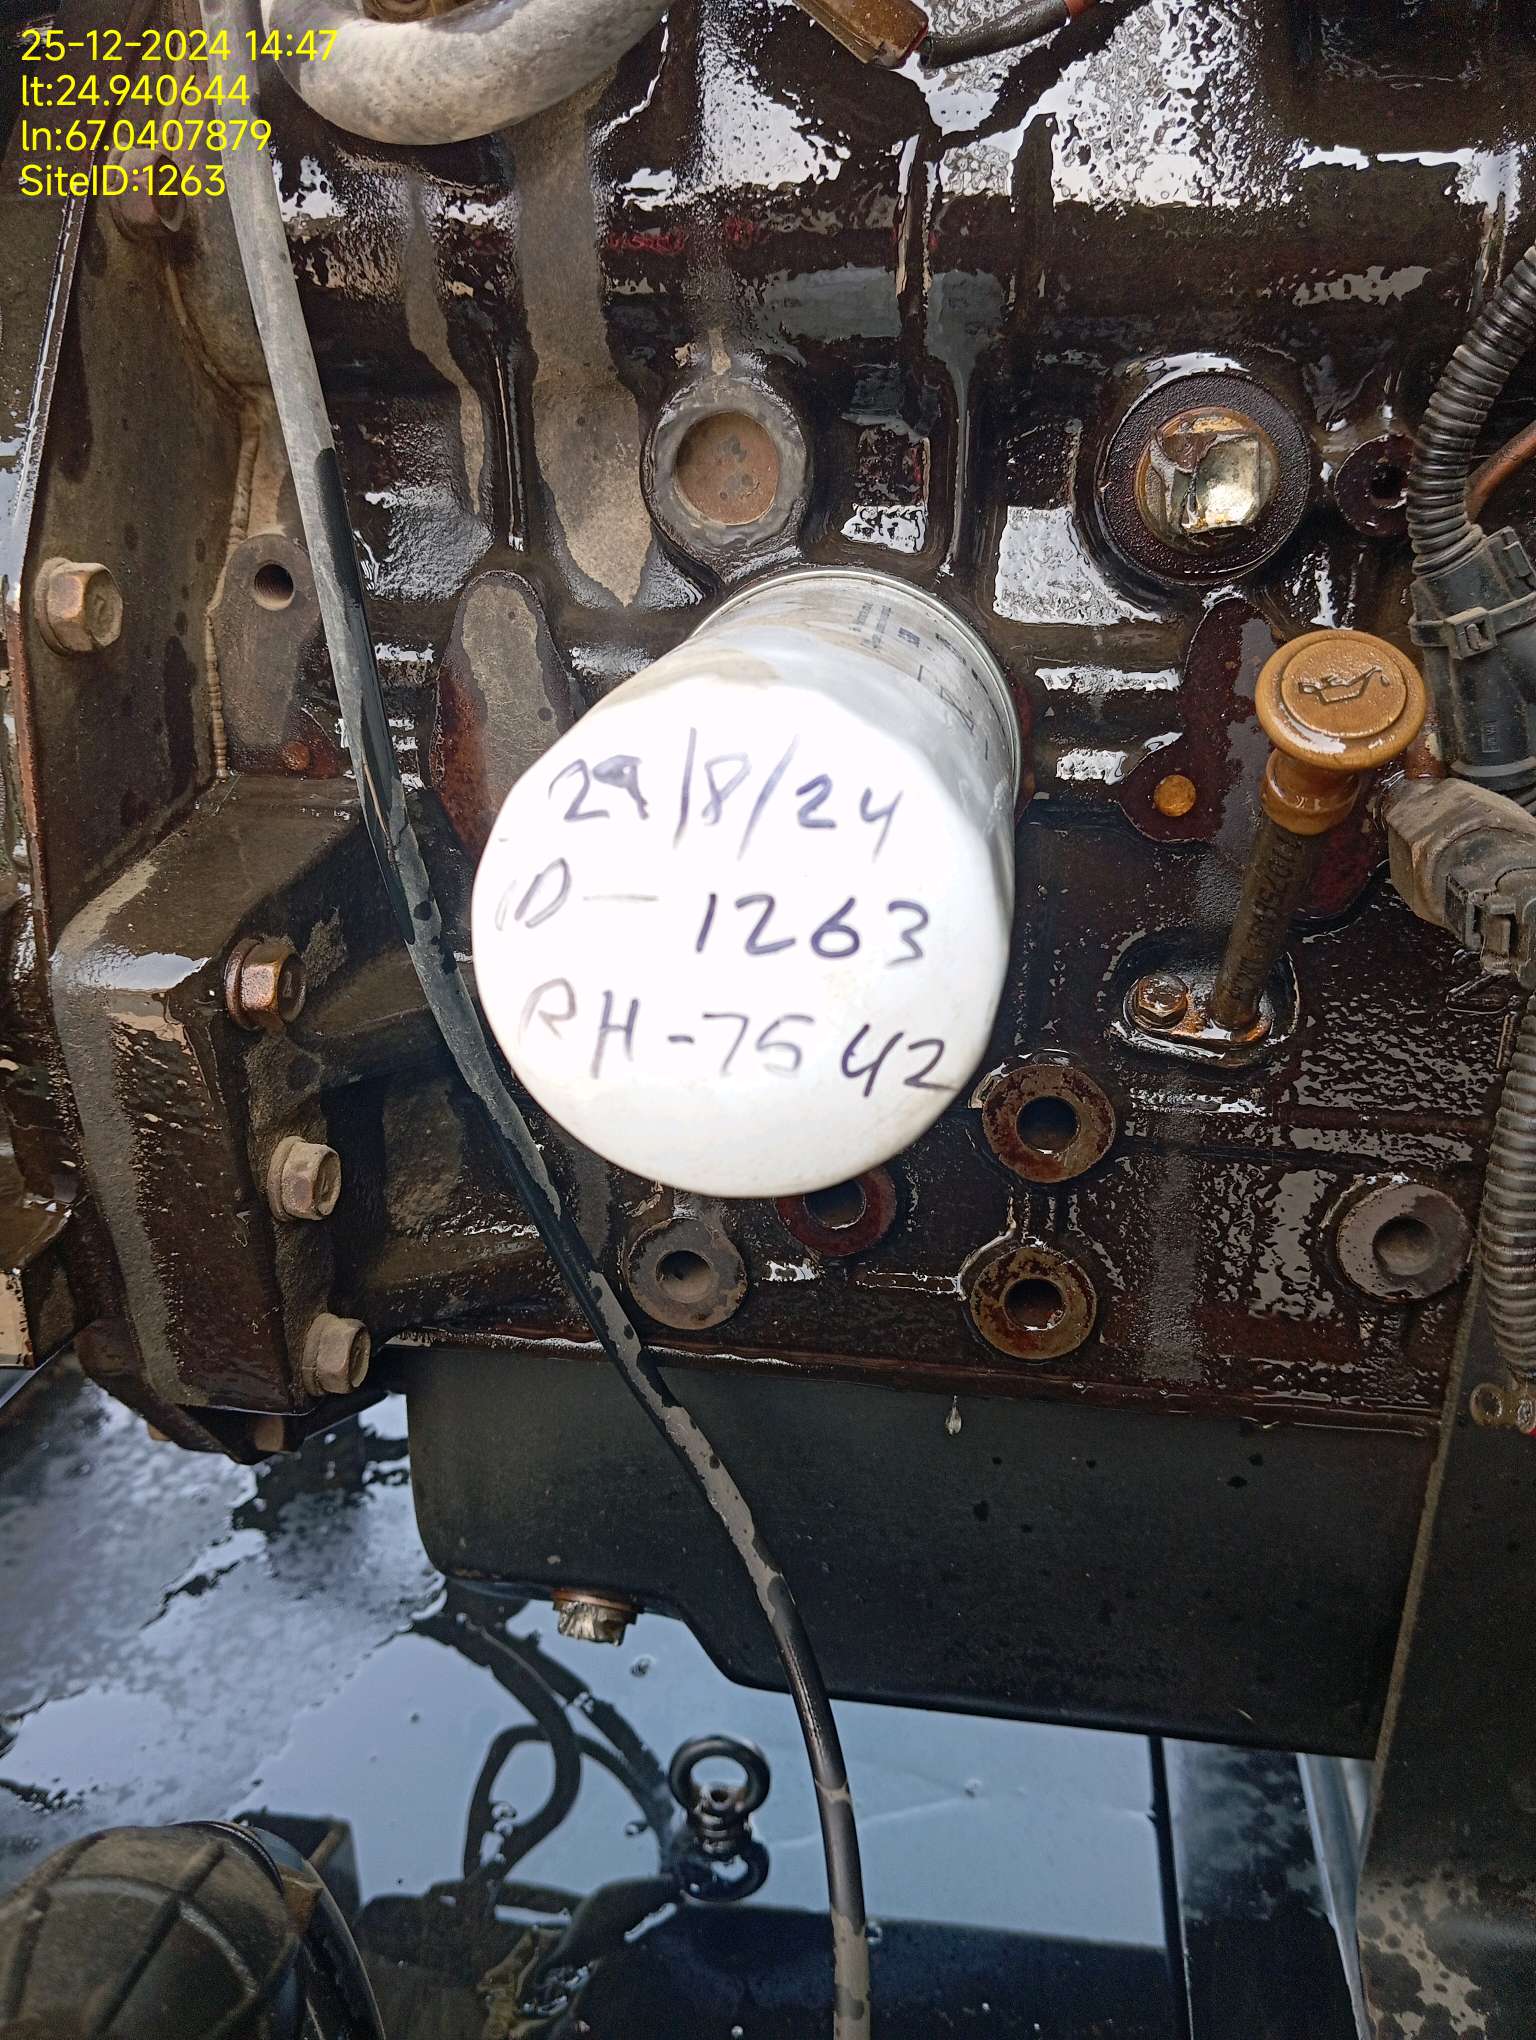 25-12-2024 14:47
lt:24.940644
ln:67.0407879
SiteID:1263
29/8/24
ID - 1263
RH-7542